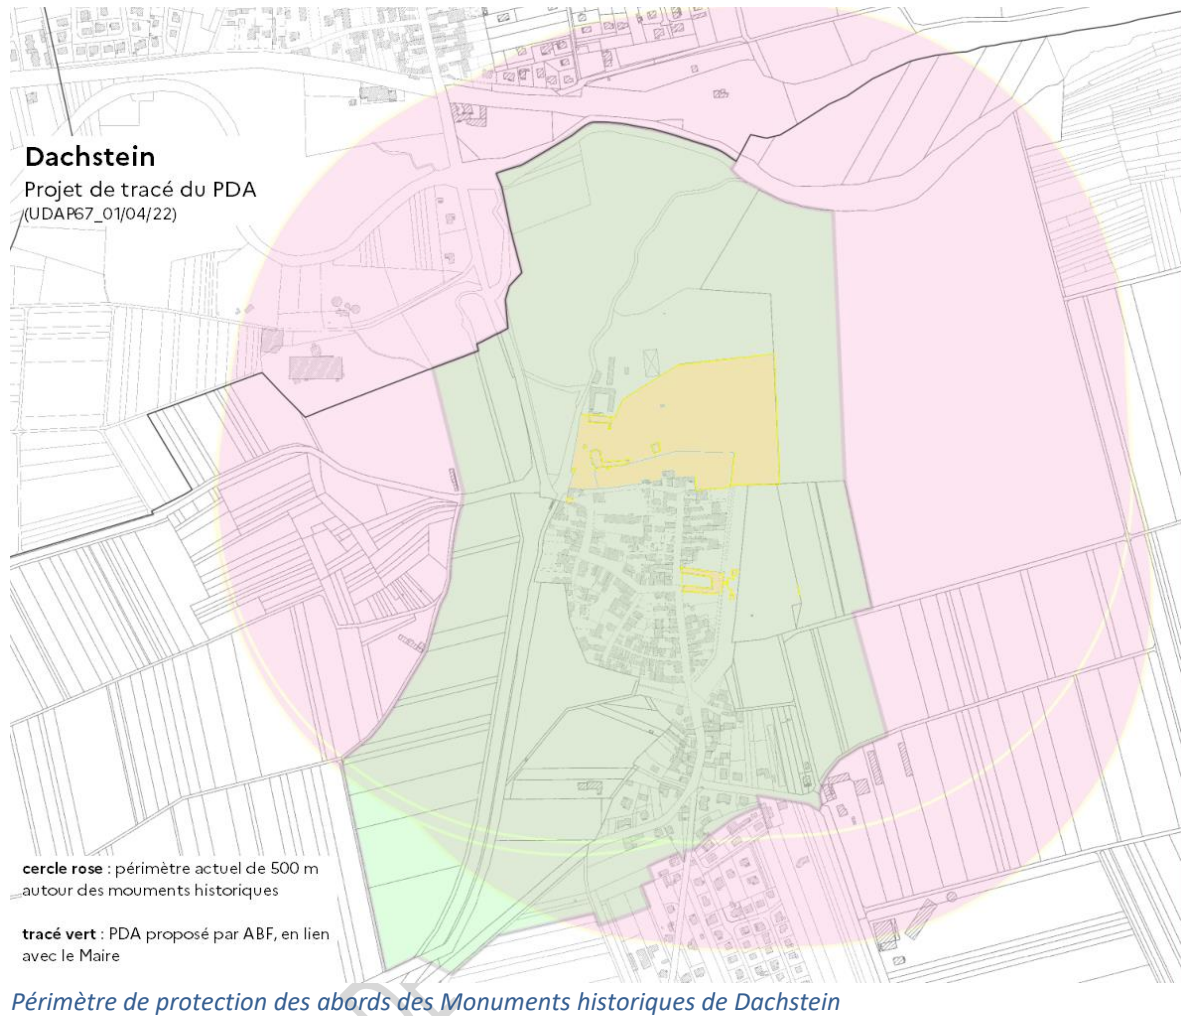 Dachstein
Projet de tracé du PDA
(UDAP67_01/04/22)
cercle rose : périmètre actuel de 500 m
autour des mouments historiques
tracé vert : PDA proposé par ABF, en lien
avec le Maire
Périmètre de protection des abords des Monuments historiques de Dachstein